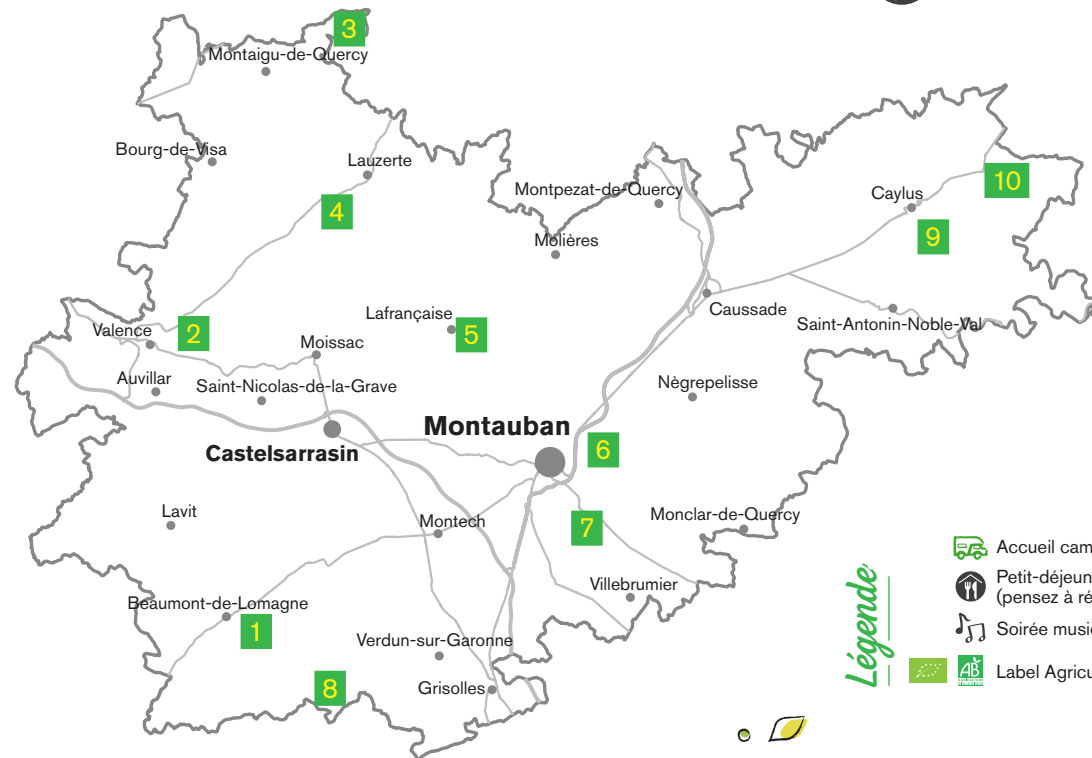 3
Montaigu-de-Quercy
Bourg-de-Visa
Lauzerte
10
Montpezat-de-Quercy
Caylus
4
9
Molières
Lafrançaise
Caussade
Saint-Antonin-Noble-Val
Valence
2
5
Moissac
Auvillar
Saint-Nicolas-de-la-Grave
Nègrepelisse
Montauban
Castelsarrasin
6
Lavit
Montech
7
Monclar-de-Quercy
Villebrumier
Beaumont-de-Lomagne
1
Verdun-sur-Garonne
8
Grisolles
Légende
Accueil cam
Petit-déjeun
(pensez à ré
Soirée musi
AB
Label Agricu